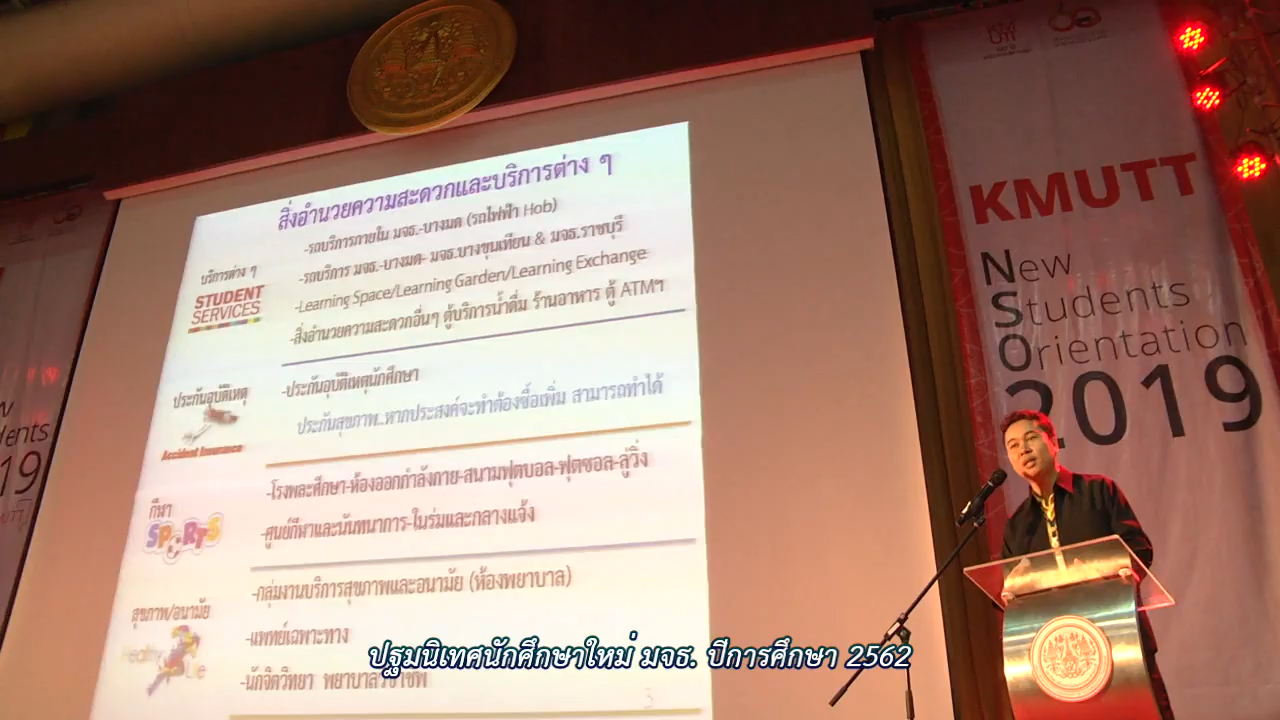 สิ่งอำนวยความสะดวกและบริการต่าง ๆ
บริการต่าง ๆ
STUDENT
SERVICES
-รถบริการภายใน มจธ.-บางมด (รถไฟฟ้า Hob)
-รถบริการ มจธ.-บางมด- มจธ.บางขุนเทียน & มจธ.ราชบุรี
-Learning Space/Learning Garden/Learning Exchange
-สิ่งอำนวยความสะดวกอื่นๆ ตู้บริการน้ำดื่ม ร้านอาหาร ตู้ ATMฯ
ประกันอุบัติเหตุ
Accident Insurance
-ประกันอุบัติเหตุนักศึกษา
ประกันสุขภาพ..หากประสงค์จะทำต้องซื้อเพิ่ม สามารถทำได้
กีฬา
SPORTS
-โรงพละศึกษา-ห้องออกกำลังกาย-สนามฟุตบอล-ฟุตซอล-ลู่วิ่ง
-ศูนย์กีฬาและนันทนาการ-ในร่มและกลางแจ้ง
สุขภาพ/อนามัย
Healthy
Life
-กลุ่มงานบริการสุขภาพและอนามัย (ห้องพยาบาล)
-แพทย์เฉพาะทาง
-นักจิตวิทยา พยาบาลวิชาชีพ
3
KMUTT
New
Students
Orientation
2019
ปฐมนิเทศนักศึกษาใหม่ มจธ. ปีการศึกษา 2562